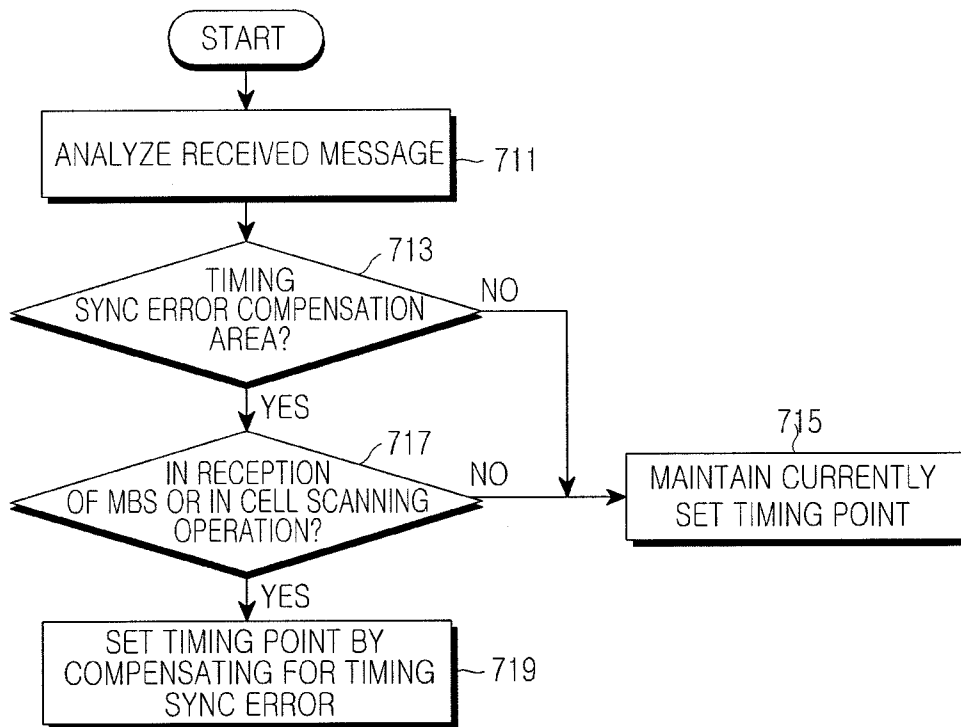 START
ANALYZE RECEIVED MESSAGE
711
713
TIMING
SYNC ERROR COMPENSATION
AREA?
NO
YES
717
IN RECEPTION
OF MBS OR IN CELL SCANNING
OPERATION?
NO
715
MAINTAIN CURRENTLY
SET TIMING POINT
YES
SET TIMING POINT BY
COMPENSATING FOR TIMING
SYNC ERROR
719